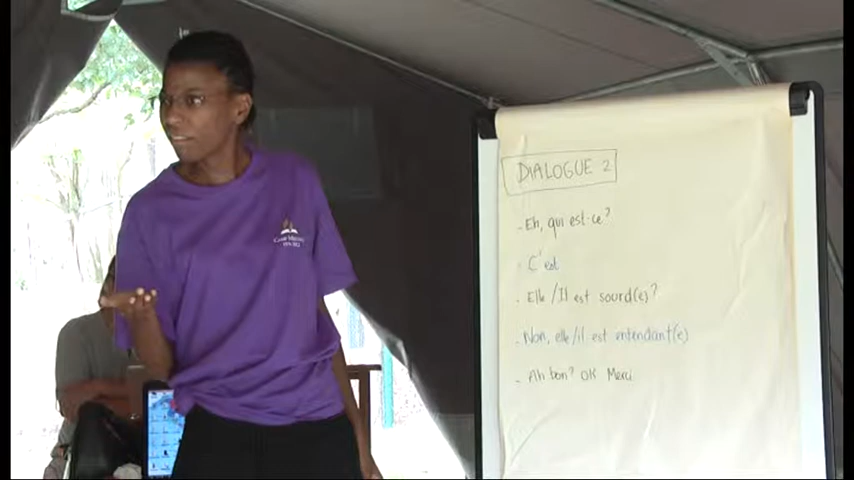 DIALOGUE 2
- Eh, qui est-ce?
- C'est
- Elle/Il est sourd(e)?
- Non, elle/il est entendant(e)
- Ah bon? OK Merci